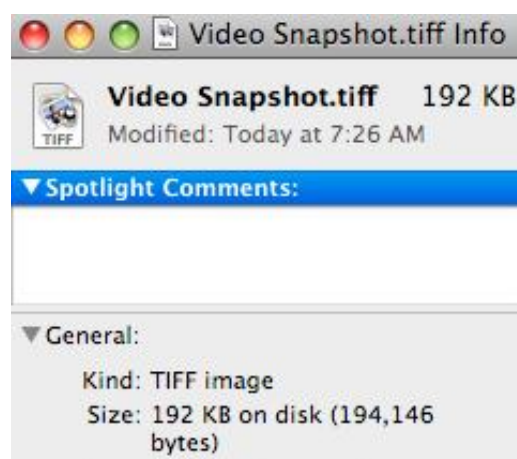 Video Snapshot.tiff Info
Video Snapshot.tiff 192 KB
Modified: Today at 7:26 AM
TIFF
Spotlight Comments:
General:
Kind: TIFF image
Size: 192 KB on disk (194,146
bytes)